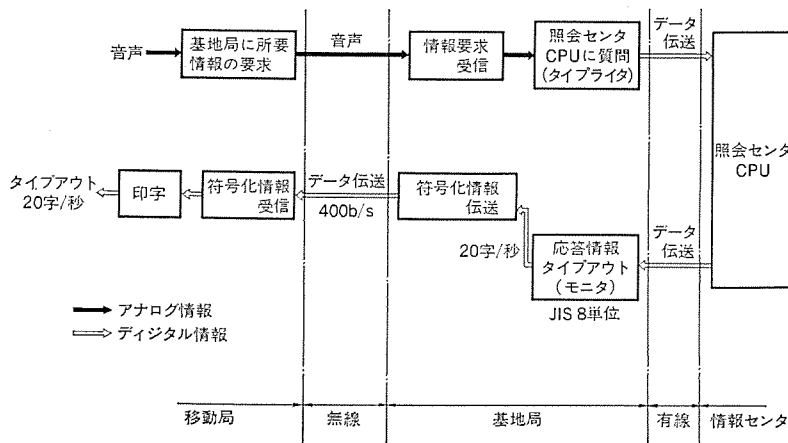 音声
基地局に所要
情報の要求
音声
情報要求
受信
照会センタ
CPUに質問
(タイプライタ)
データ
伝送
照会センタ
CPU
タイプアウト
20字/秒
印字
符号化情報
受信
データ伝送
400b/s
符号化情報
伝送
20字/秒
応答情報
タイプアウト
(モニタ)
JIS 8単位
データ
伝送
アナログ情報
ディジタル情報
移動局
無線
基地局
有線
情報センタ